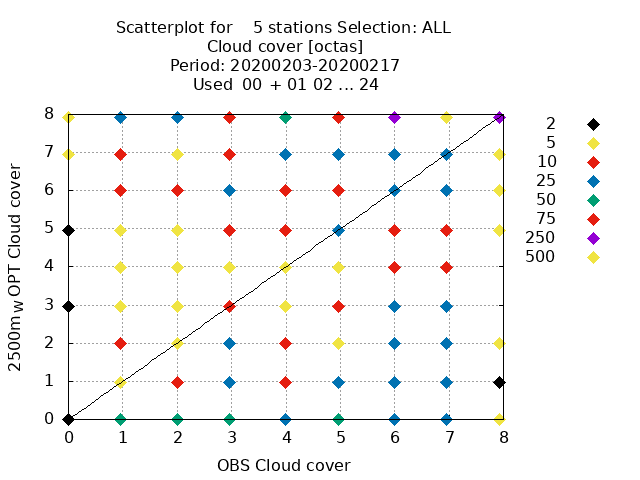 Scatterplot for    5 stations Selection: ALL
Cloud cover [octas]
Period: 20200203-20200217
Used  00  + 01 02 ... 24
8
7
6
5
4
3
2
1
0
0 1 2 3 4 5 6 7 8
2500m w OPT Cloud cover
OBS Cloud cover
2
5
10
25
50
75
250
500